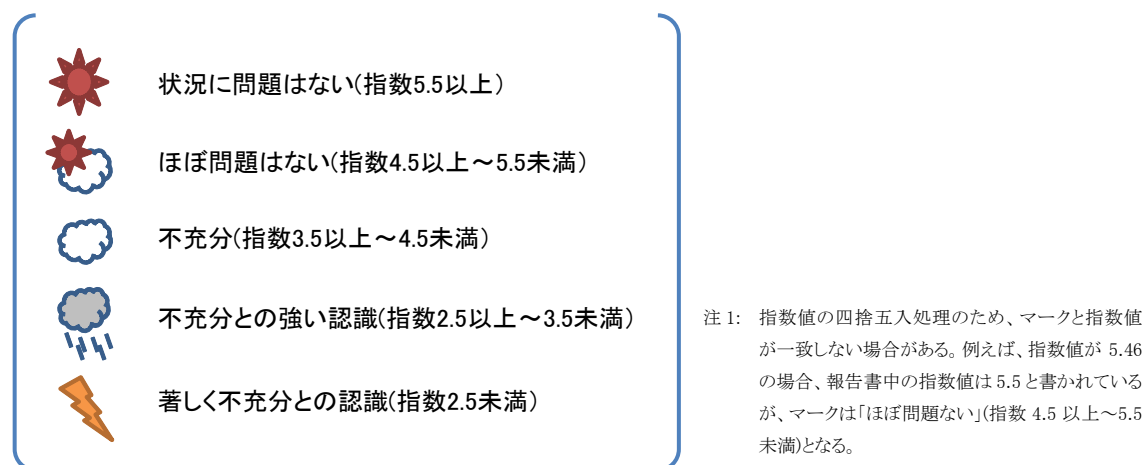 状況に問題はない(指数5.5以上)
ほぼ問題はない(指数4.5以上～5.5未満)
不充分(指数3.5以上～4.5未満)
不充分との強い認識(指数2.5以上～3.5未満)
著しく不充分との認識(指数2.5未満)
注 1: 指数値の四捨五入処理のため、マークと指数値
が一致しない場合がある。例えば、指数値が 5.46
の場合、報告書中の指数値は 5.5 と書かれている
が、マークは「ほぼ問題ない」(指数 4.5 以上～5.5
未満)となる。